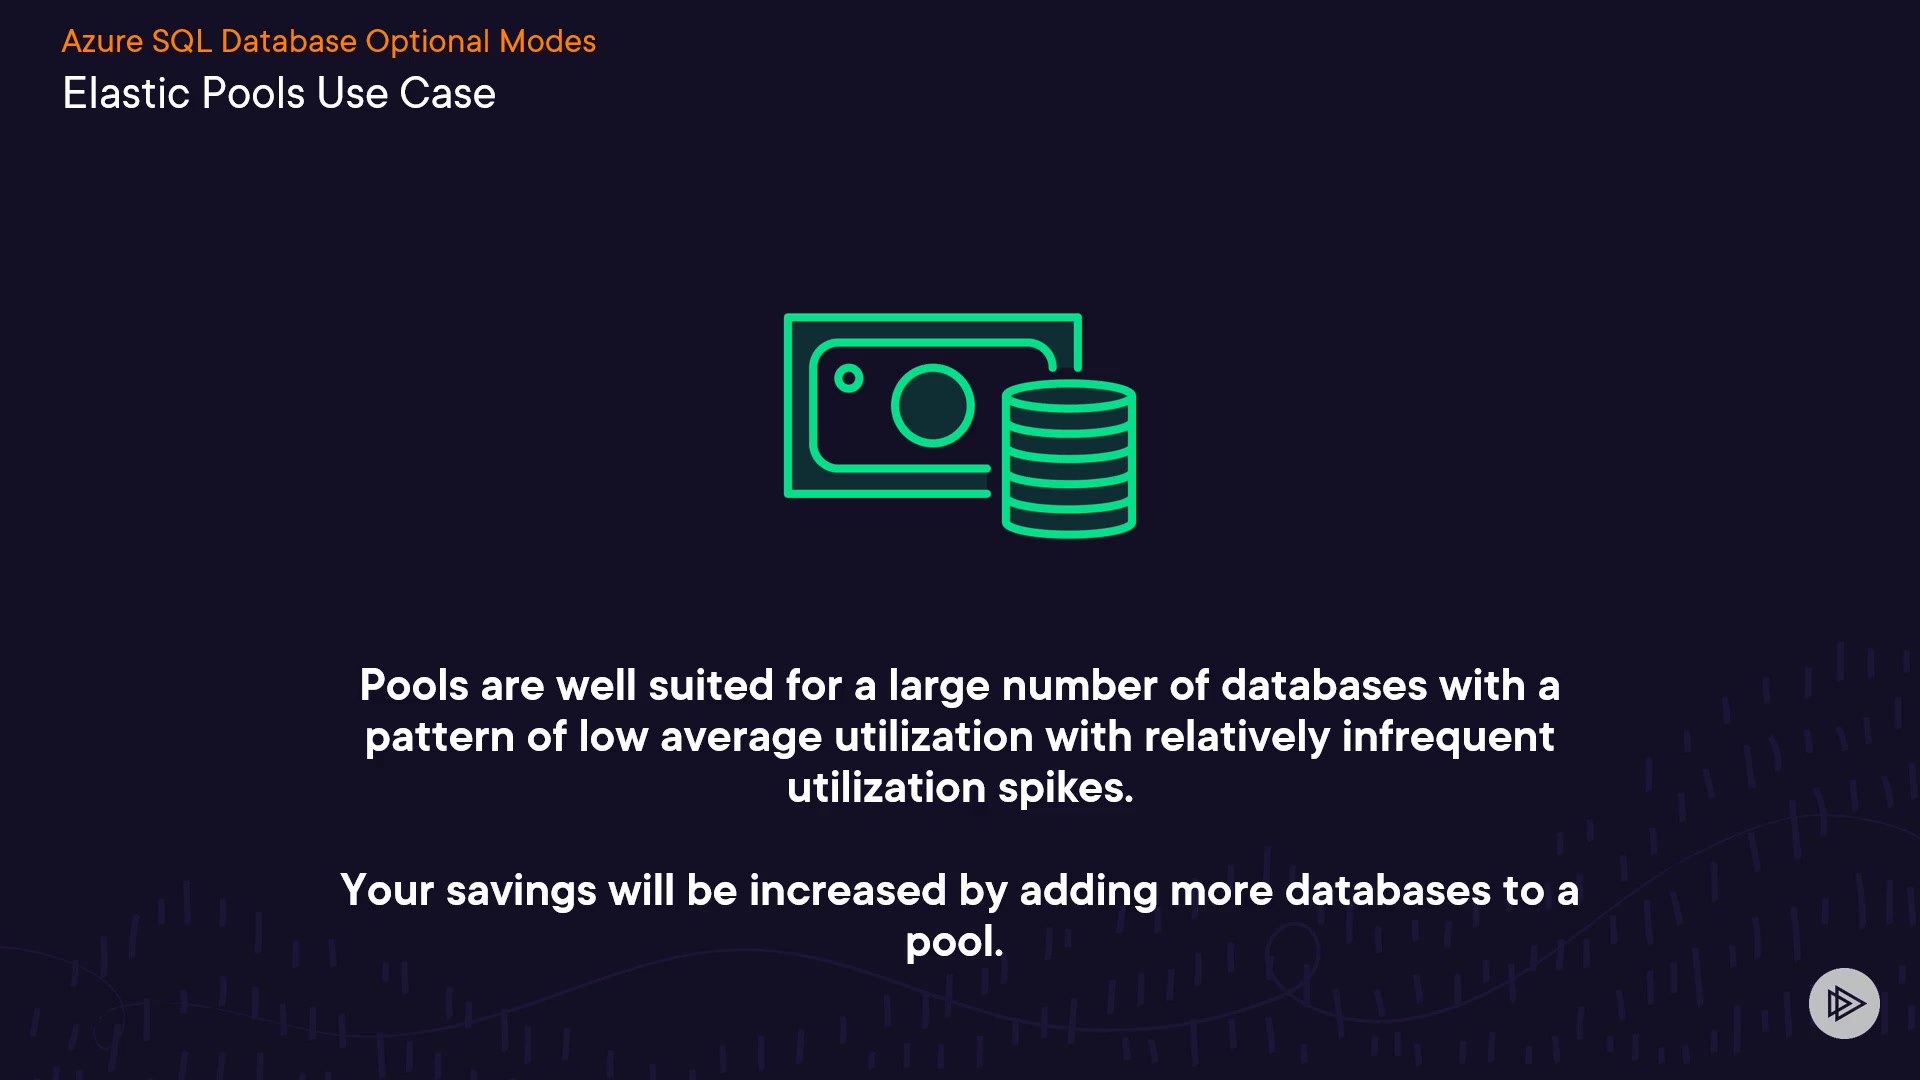 Azure SQL Database Optional Modes
Elastic Pools Use Case
Pools are well suited for a large number of databases with a
pattern of low average utilization with relatively infrequent
utilization spikes.
Your savings will be increased by adding more databases to a
pool.